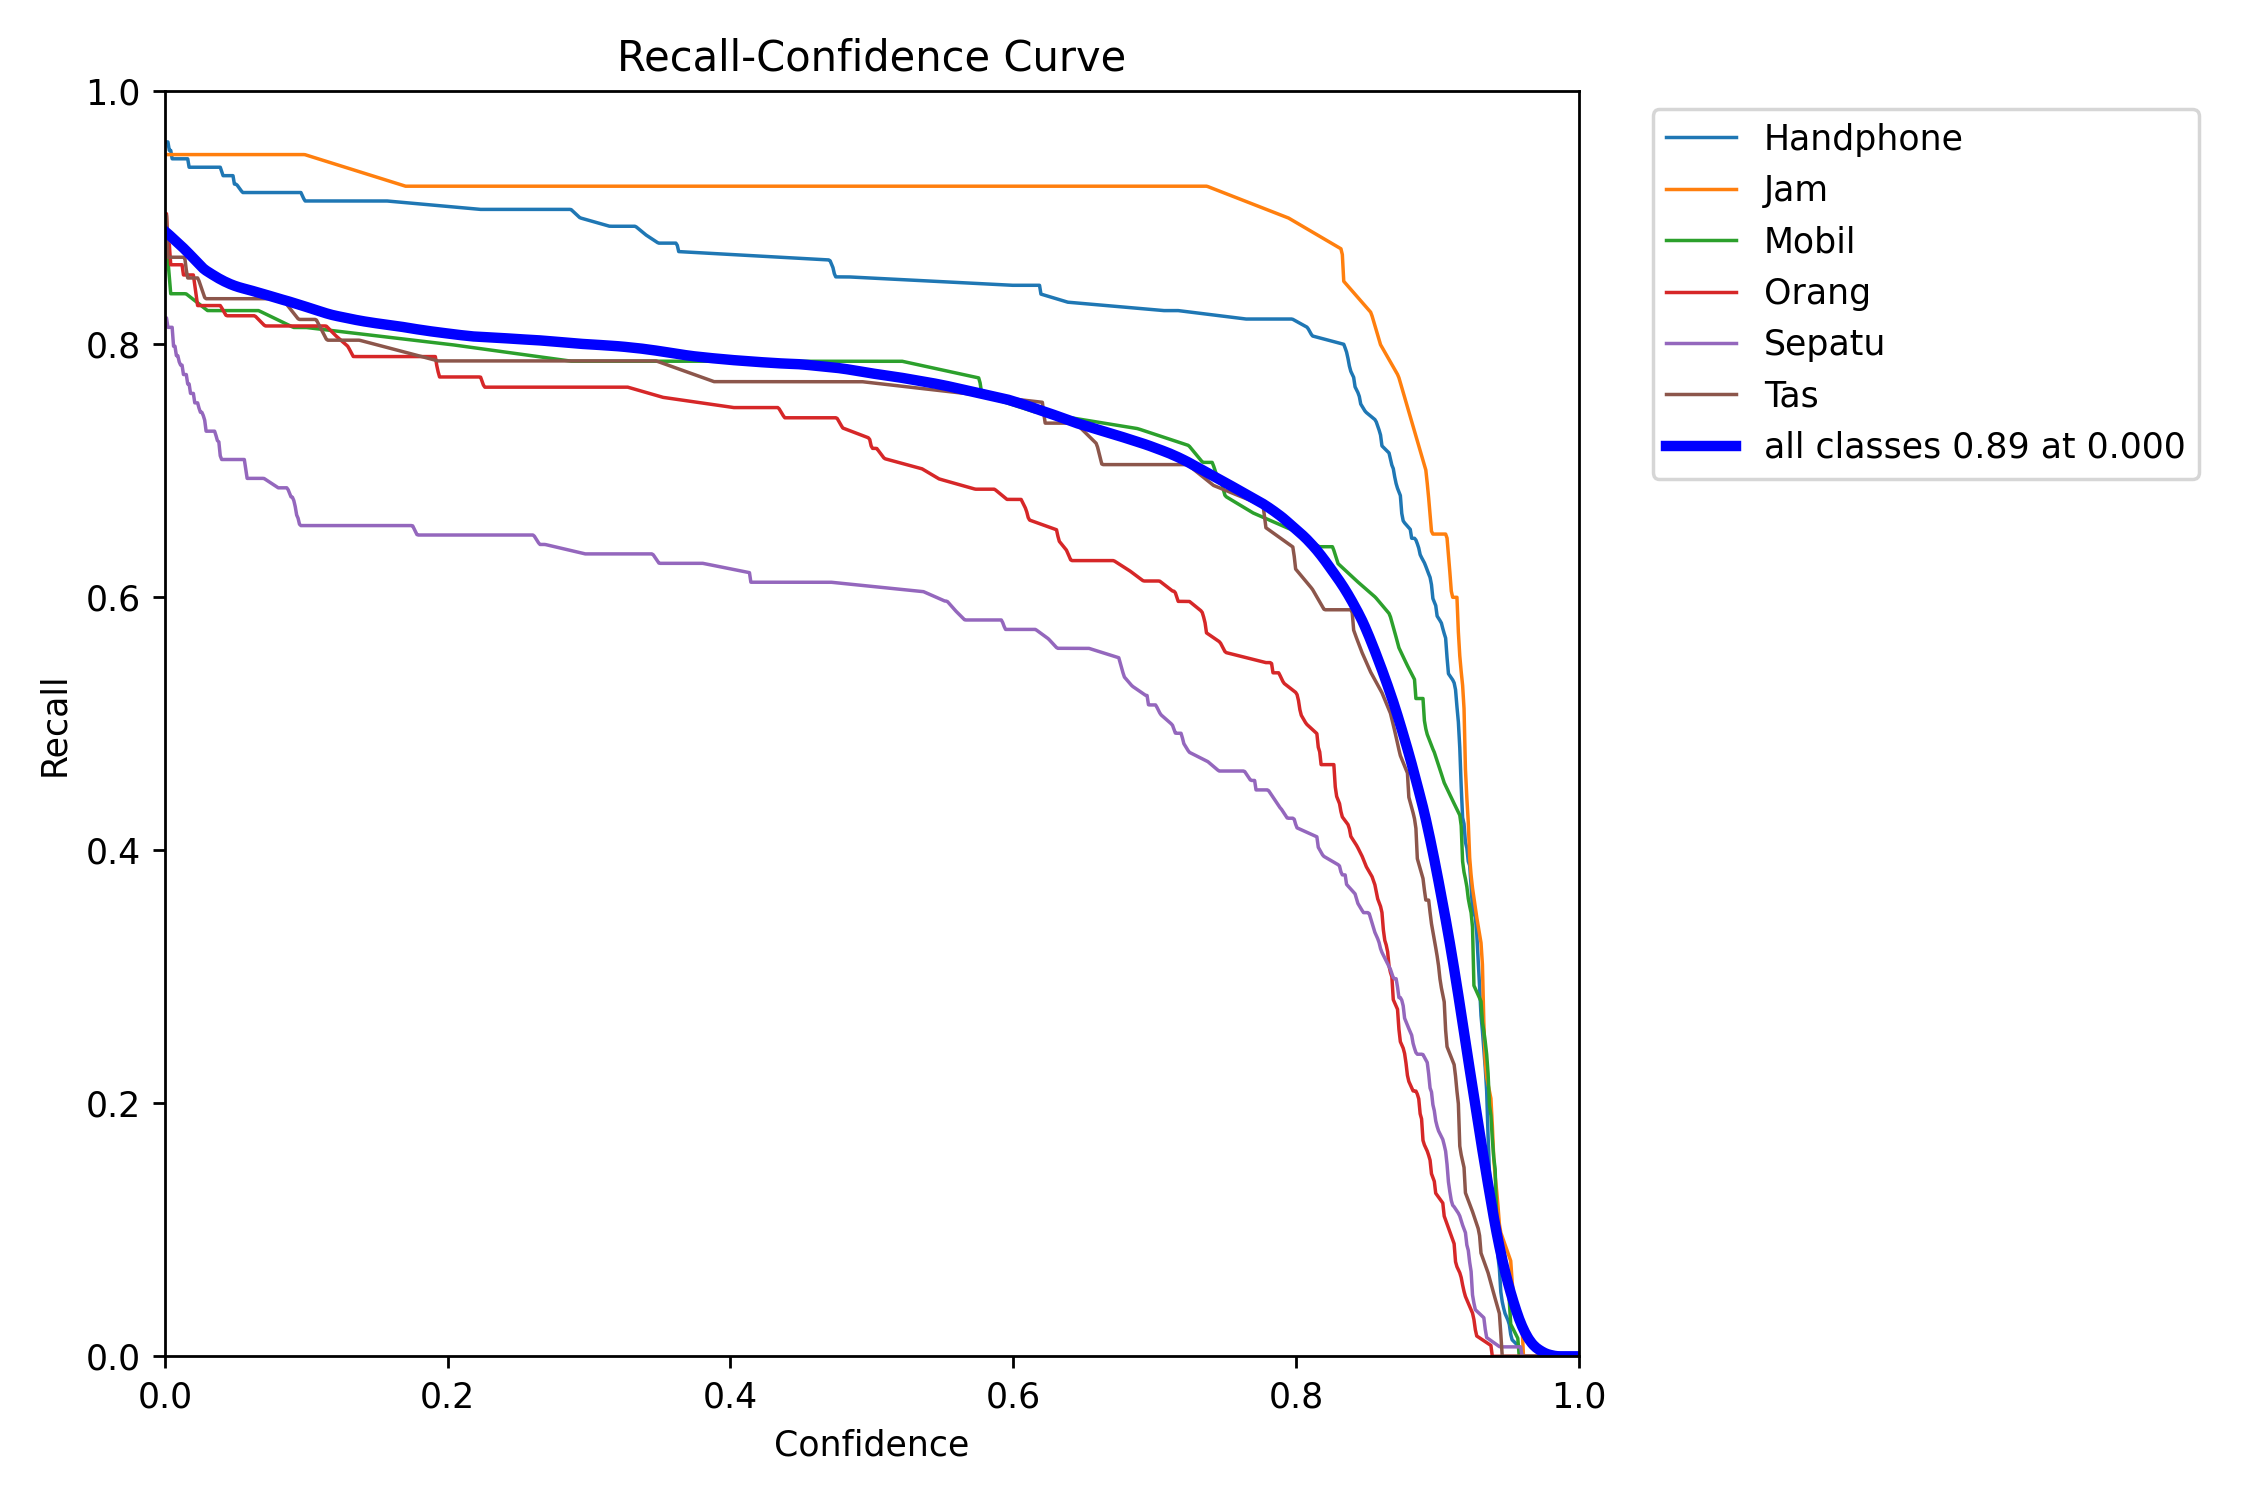 Recall-Confidence Curve
1.0
0.8
0.6
0.4
0.2
0.0
Recall
0.0 0.2 0.4 0.6 0.8 1.0
Confidence
Handphone
Jam
Mobil
Orang
Sepatu
Tas
all classes 0.89 at 0.000